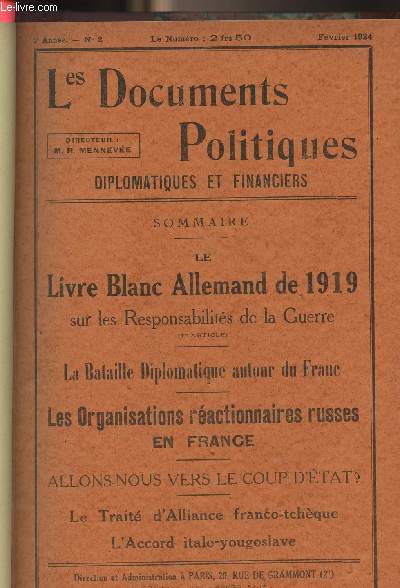 Livre-rare-book
Année. — N° 2
Le Numéro : 2 frs 50
Février 1924
Les Documents
Politiques
DIRECTEUR :
M. R. MENNEVÉE
DIPLOMATIQUES ET FINANCIERS
SOMMAIRE
LE
Livre Blanc Allemand de 1919
sur les Responsabilités de la Guerre
ARTICLE)
La Bataille Diplomatique autour du Franc
Les Organisations réactionnaires russes
EN FRANCE
ALLONS-NOUS VERS LE COUP D'ÉTAT?
Le Traité d'Alliance franco-tchèque
L'Accord italo-yougoslave
Direction et Administration à PARIS, 20, RUE DE GRAMMONT (2ᵉ)